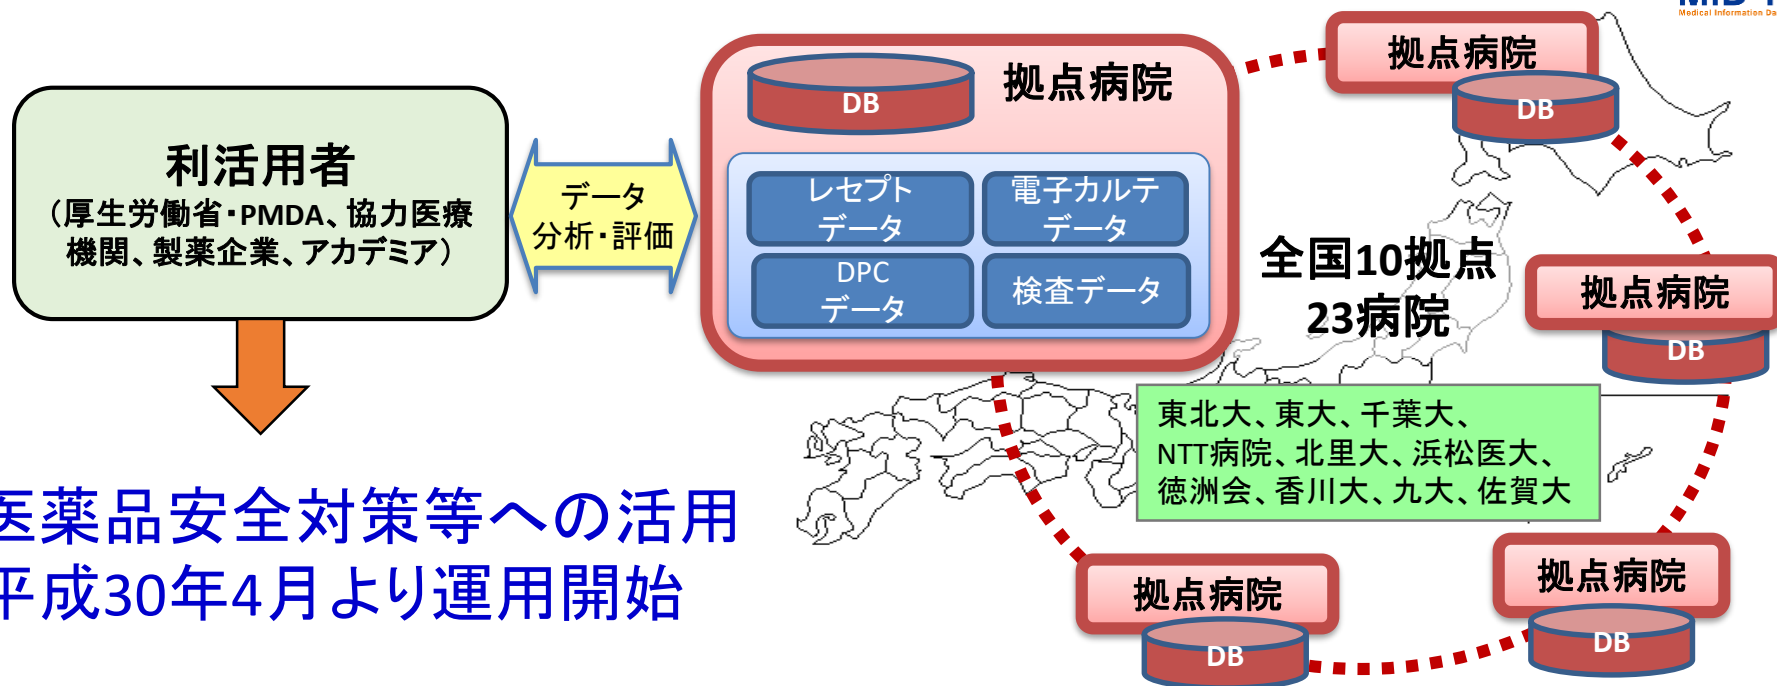 Medical Information Da
拠点病院
DB
利活用者
（厚生労働省・PMDA、協力医療
機関、製薬企業、アカデミア）
データ
分析・評価
拠点病院
DB
レセプト
データ
電子カルテ
データ
DPC
データ
検査データ
全国10拠点
23病院
拠点病院
DB
東北大、東大、千葉大、
NTT病院、北里大、浜松医大、
徳洲会、香川大、九大、佐賀大
医薬品安全対策等への活用
平成30年4月より運用開始
拠点病院
DB
拠点病院
DB